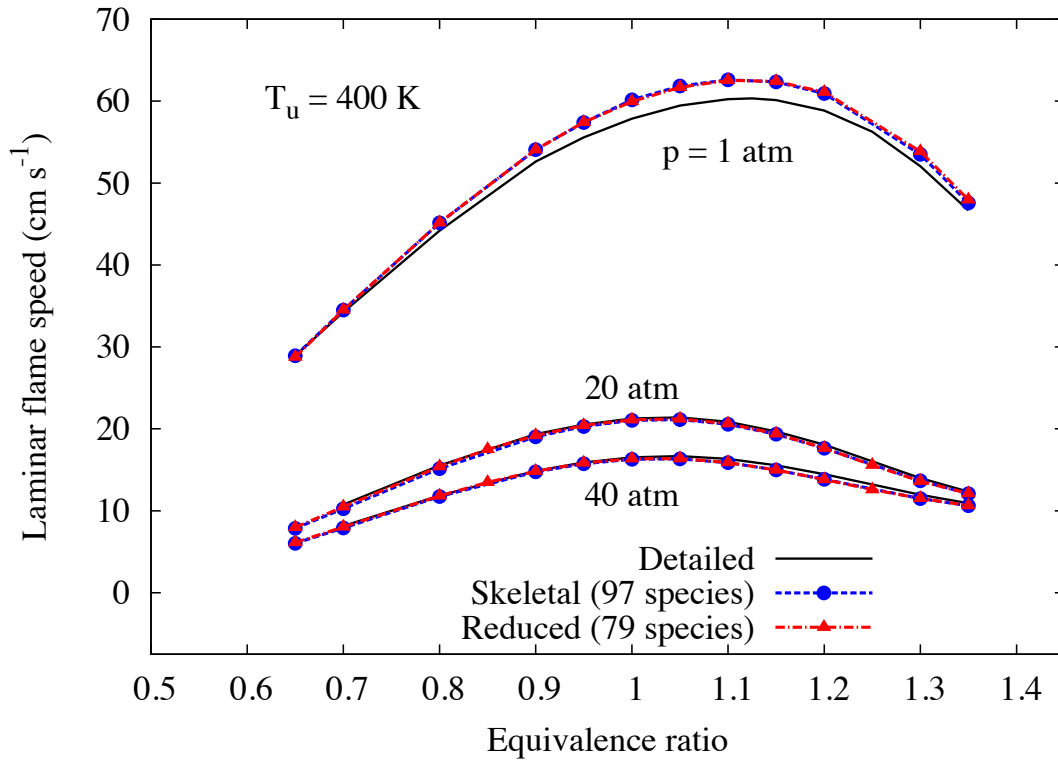 70
60
50
40
30
20
10
0
Laminar flame speed (cm s⁻¹)
T_u = 400 K
p = 1 atm
20 atm
40 atm
Detailed
Skeletal (97 species)
Reduced (79 species)
0.5 0.6 0.7 0.8 0.9 1 1.1 1.2 1.3 1.4
Equivalence ratio